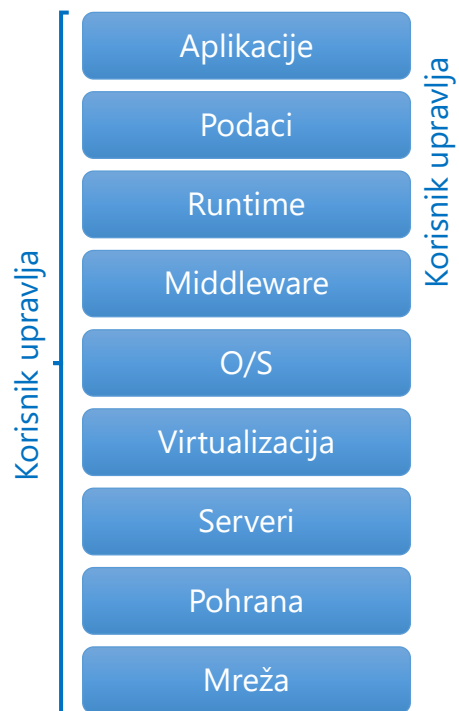 Aplikacije
Podaci
Runtime
Middleware
O/S
Virtualizacija
Serveri
Pohrana
Mreža
Korisnik upravlja
Korisnik upravlja